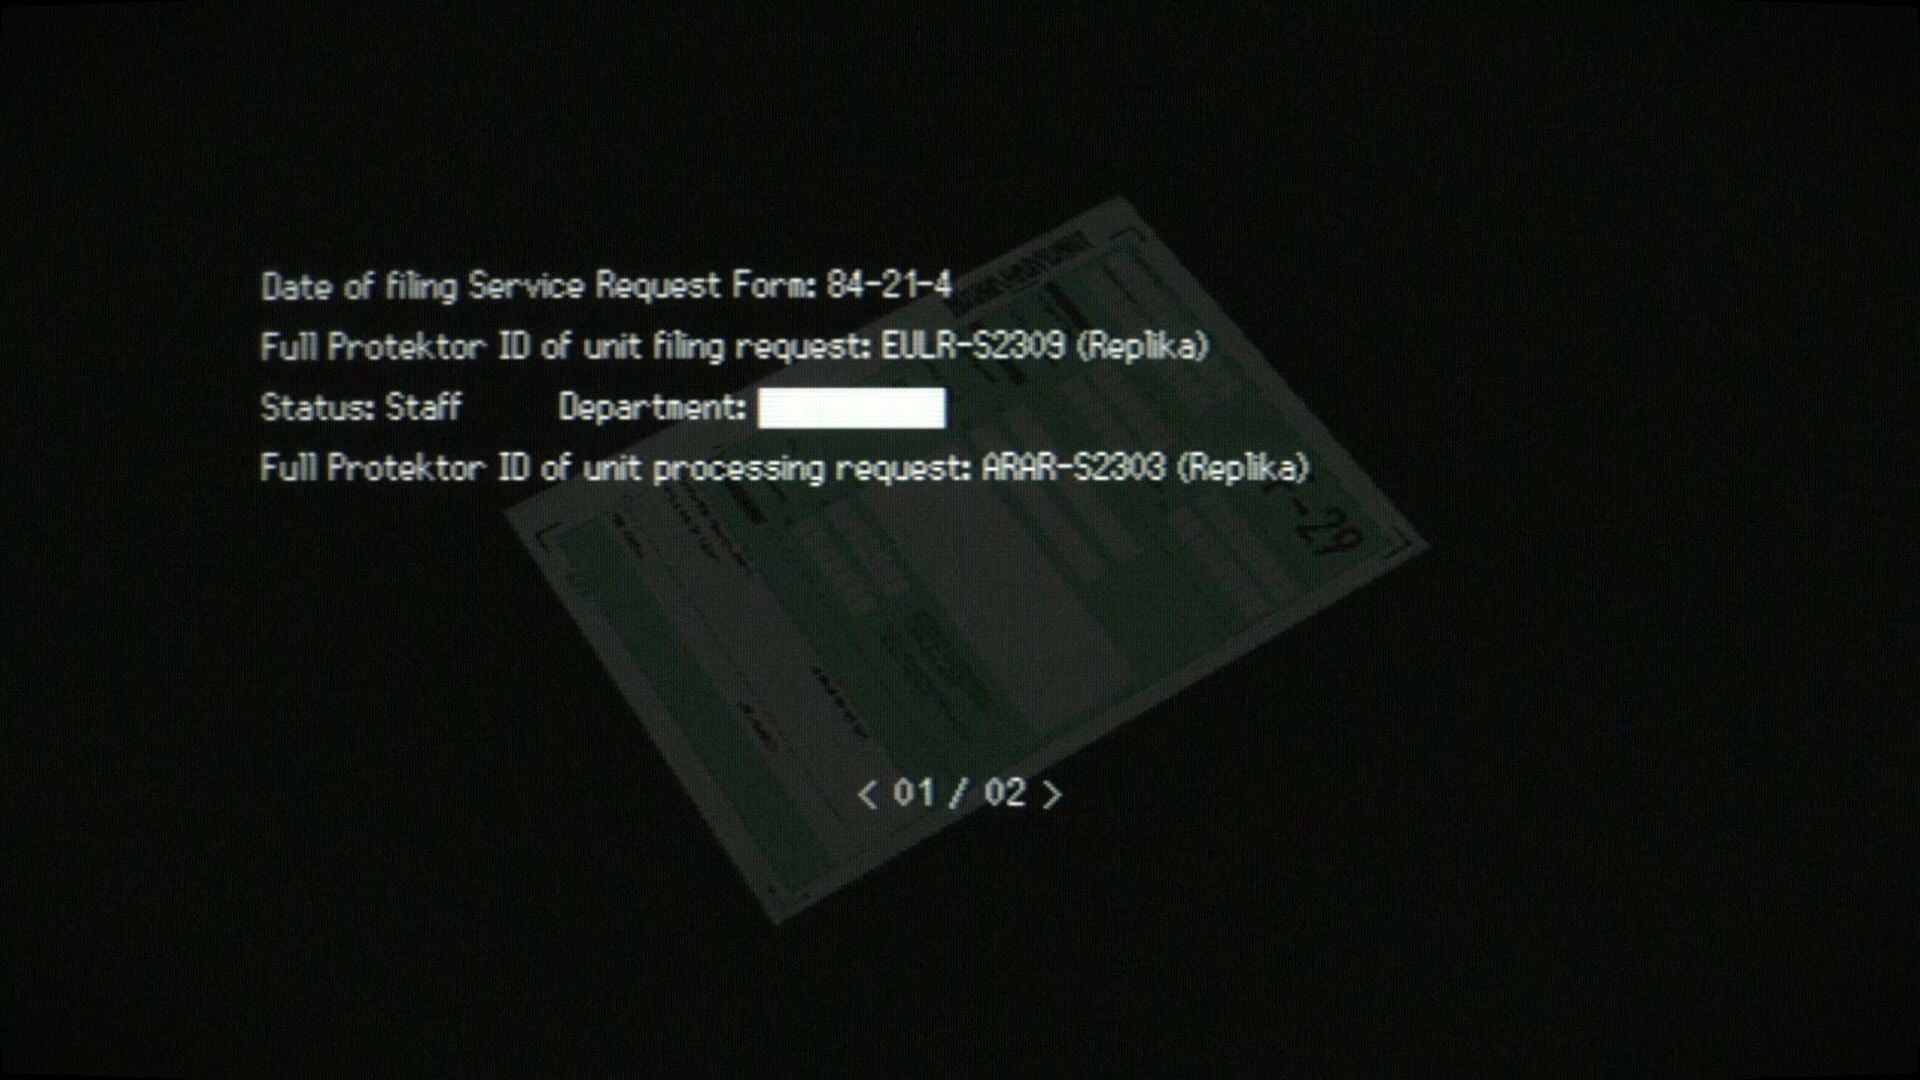 Date of filing Service Request Form: 84-21-4
Full Protektor ID of unit filing request: EULR-S2309 (Replika)
Status: Staff Department:
Full Protektor ID of unit processing request: ARAR-S2303 (Replika)
-29
< 01 / 02 >